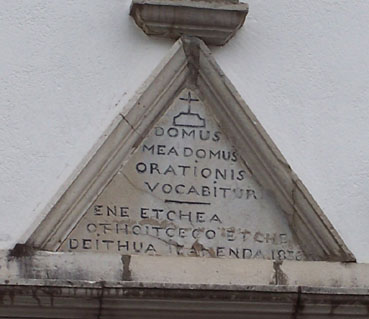 DOMUS
MEA DOMUS
ORATIONIS
VOCABITUR
ENE ETCHEA
OTHOITCECO ETCHE
DEITHUA